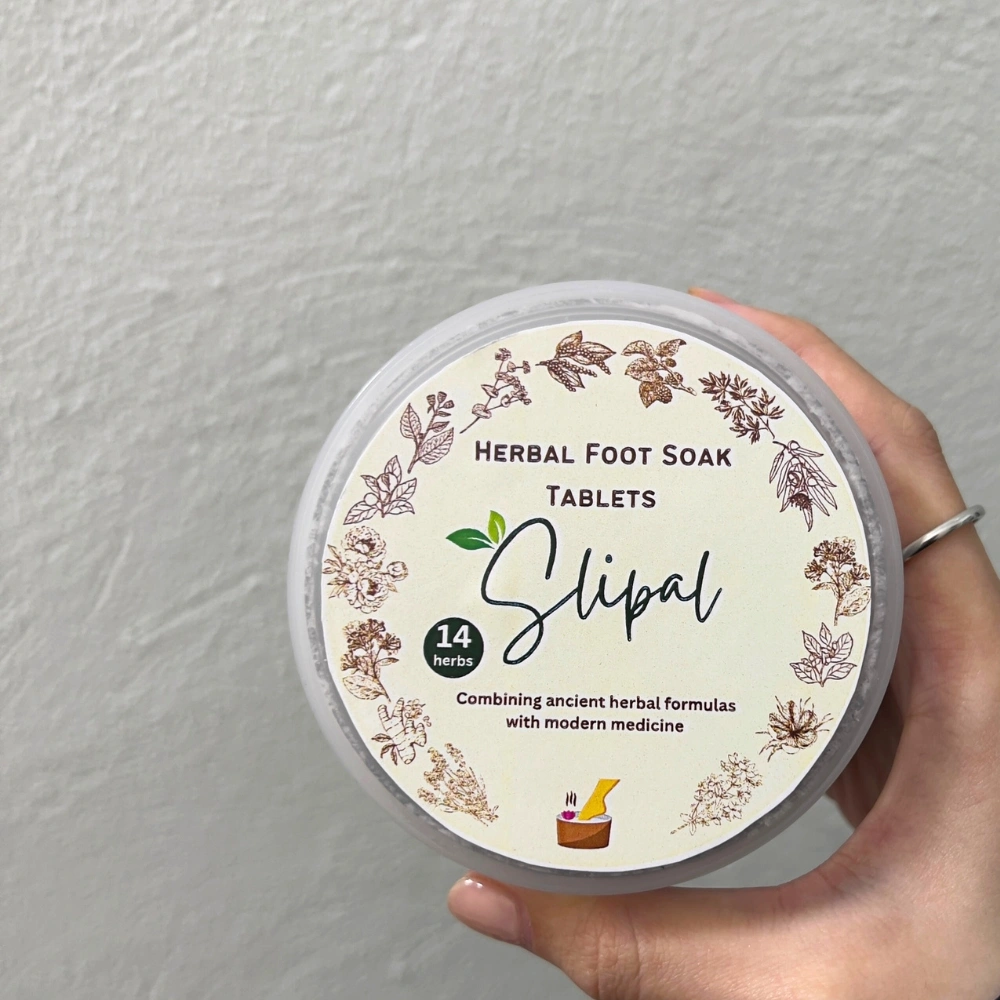 HERBAL FOOT SOAK
TABLETS
Slipal
14
herbs
Combining ancient herbal formulas
with modern medicine